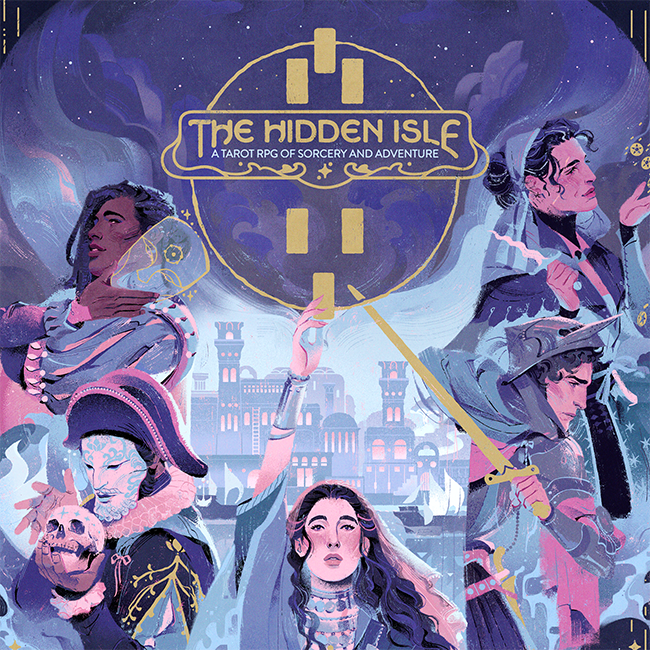 THE HIDDEN ISLE
A TAROT RPG OF SORCERY AND ADVENTURE